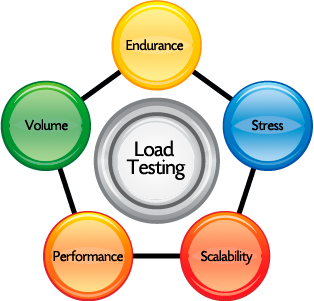 Endurance
Volume
Stress
Load
Testing
Performance
Scalability